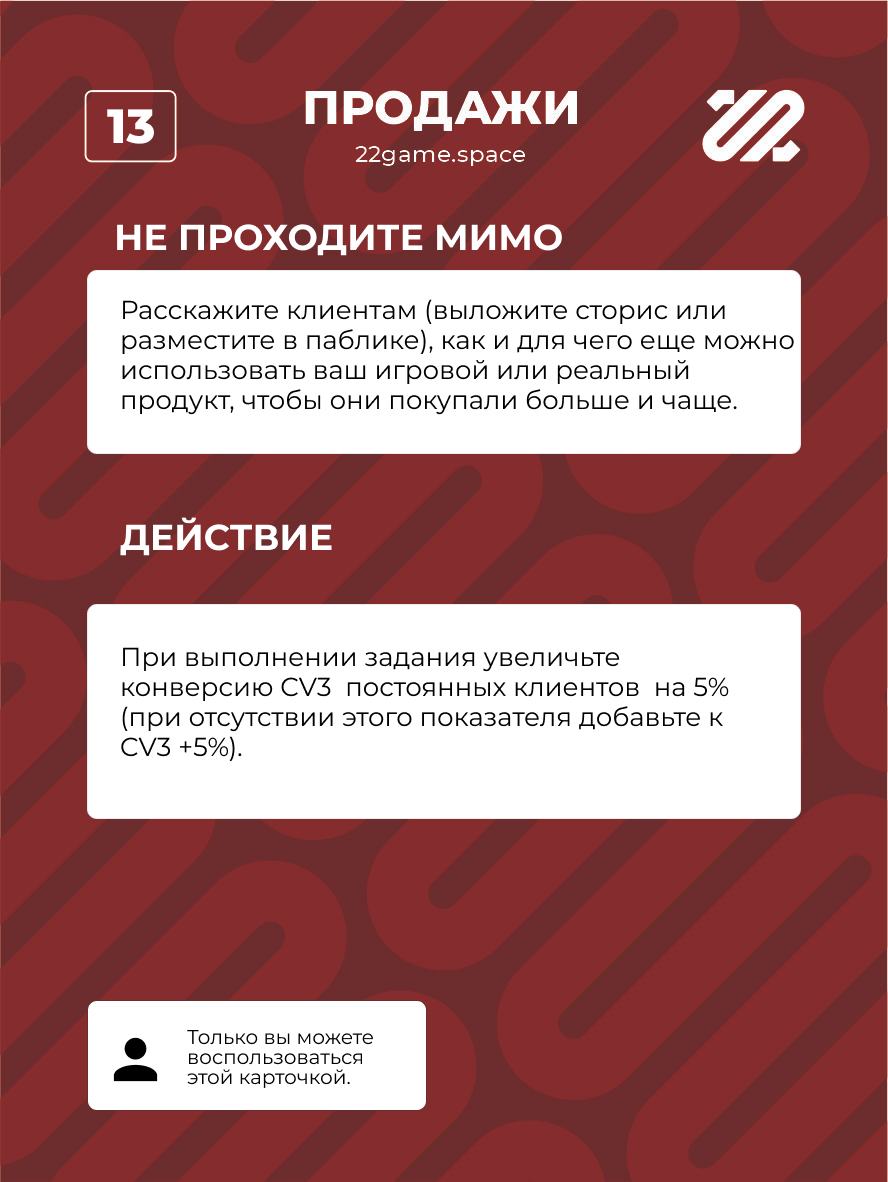 13
ПРОДАЖИ
22game.space
НЕ ПРОХОДИТЕ МИМО
Расскажите клиентам (выложите сторис или
разместите в паблике), как и для чего еще можно
использовать ваш игровой или реальный
продукт, чтобы они покупали больше и чаще.
ДЕЙСТВИЕ
При выполнении задания увеличьте
конверсию CV3  постоянных клиентов  на 5%
(при отсутствии этого показателя добавьте к
CV3 +5%).
Только вы можете
воспользоваться
этой карточкой.